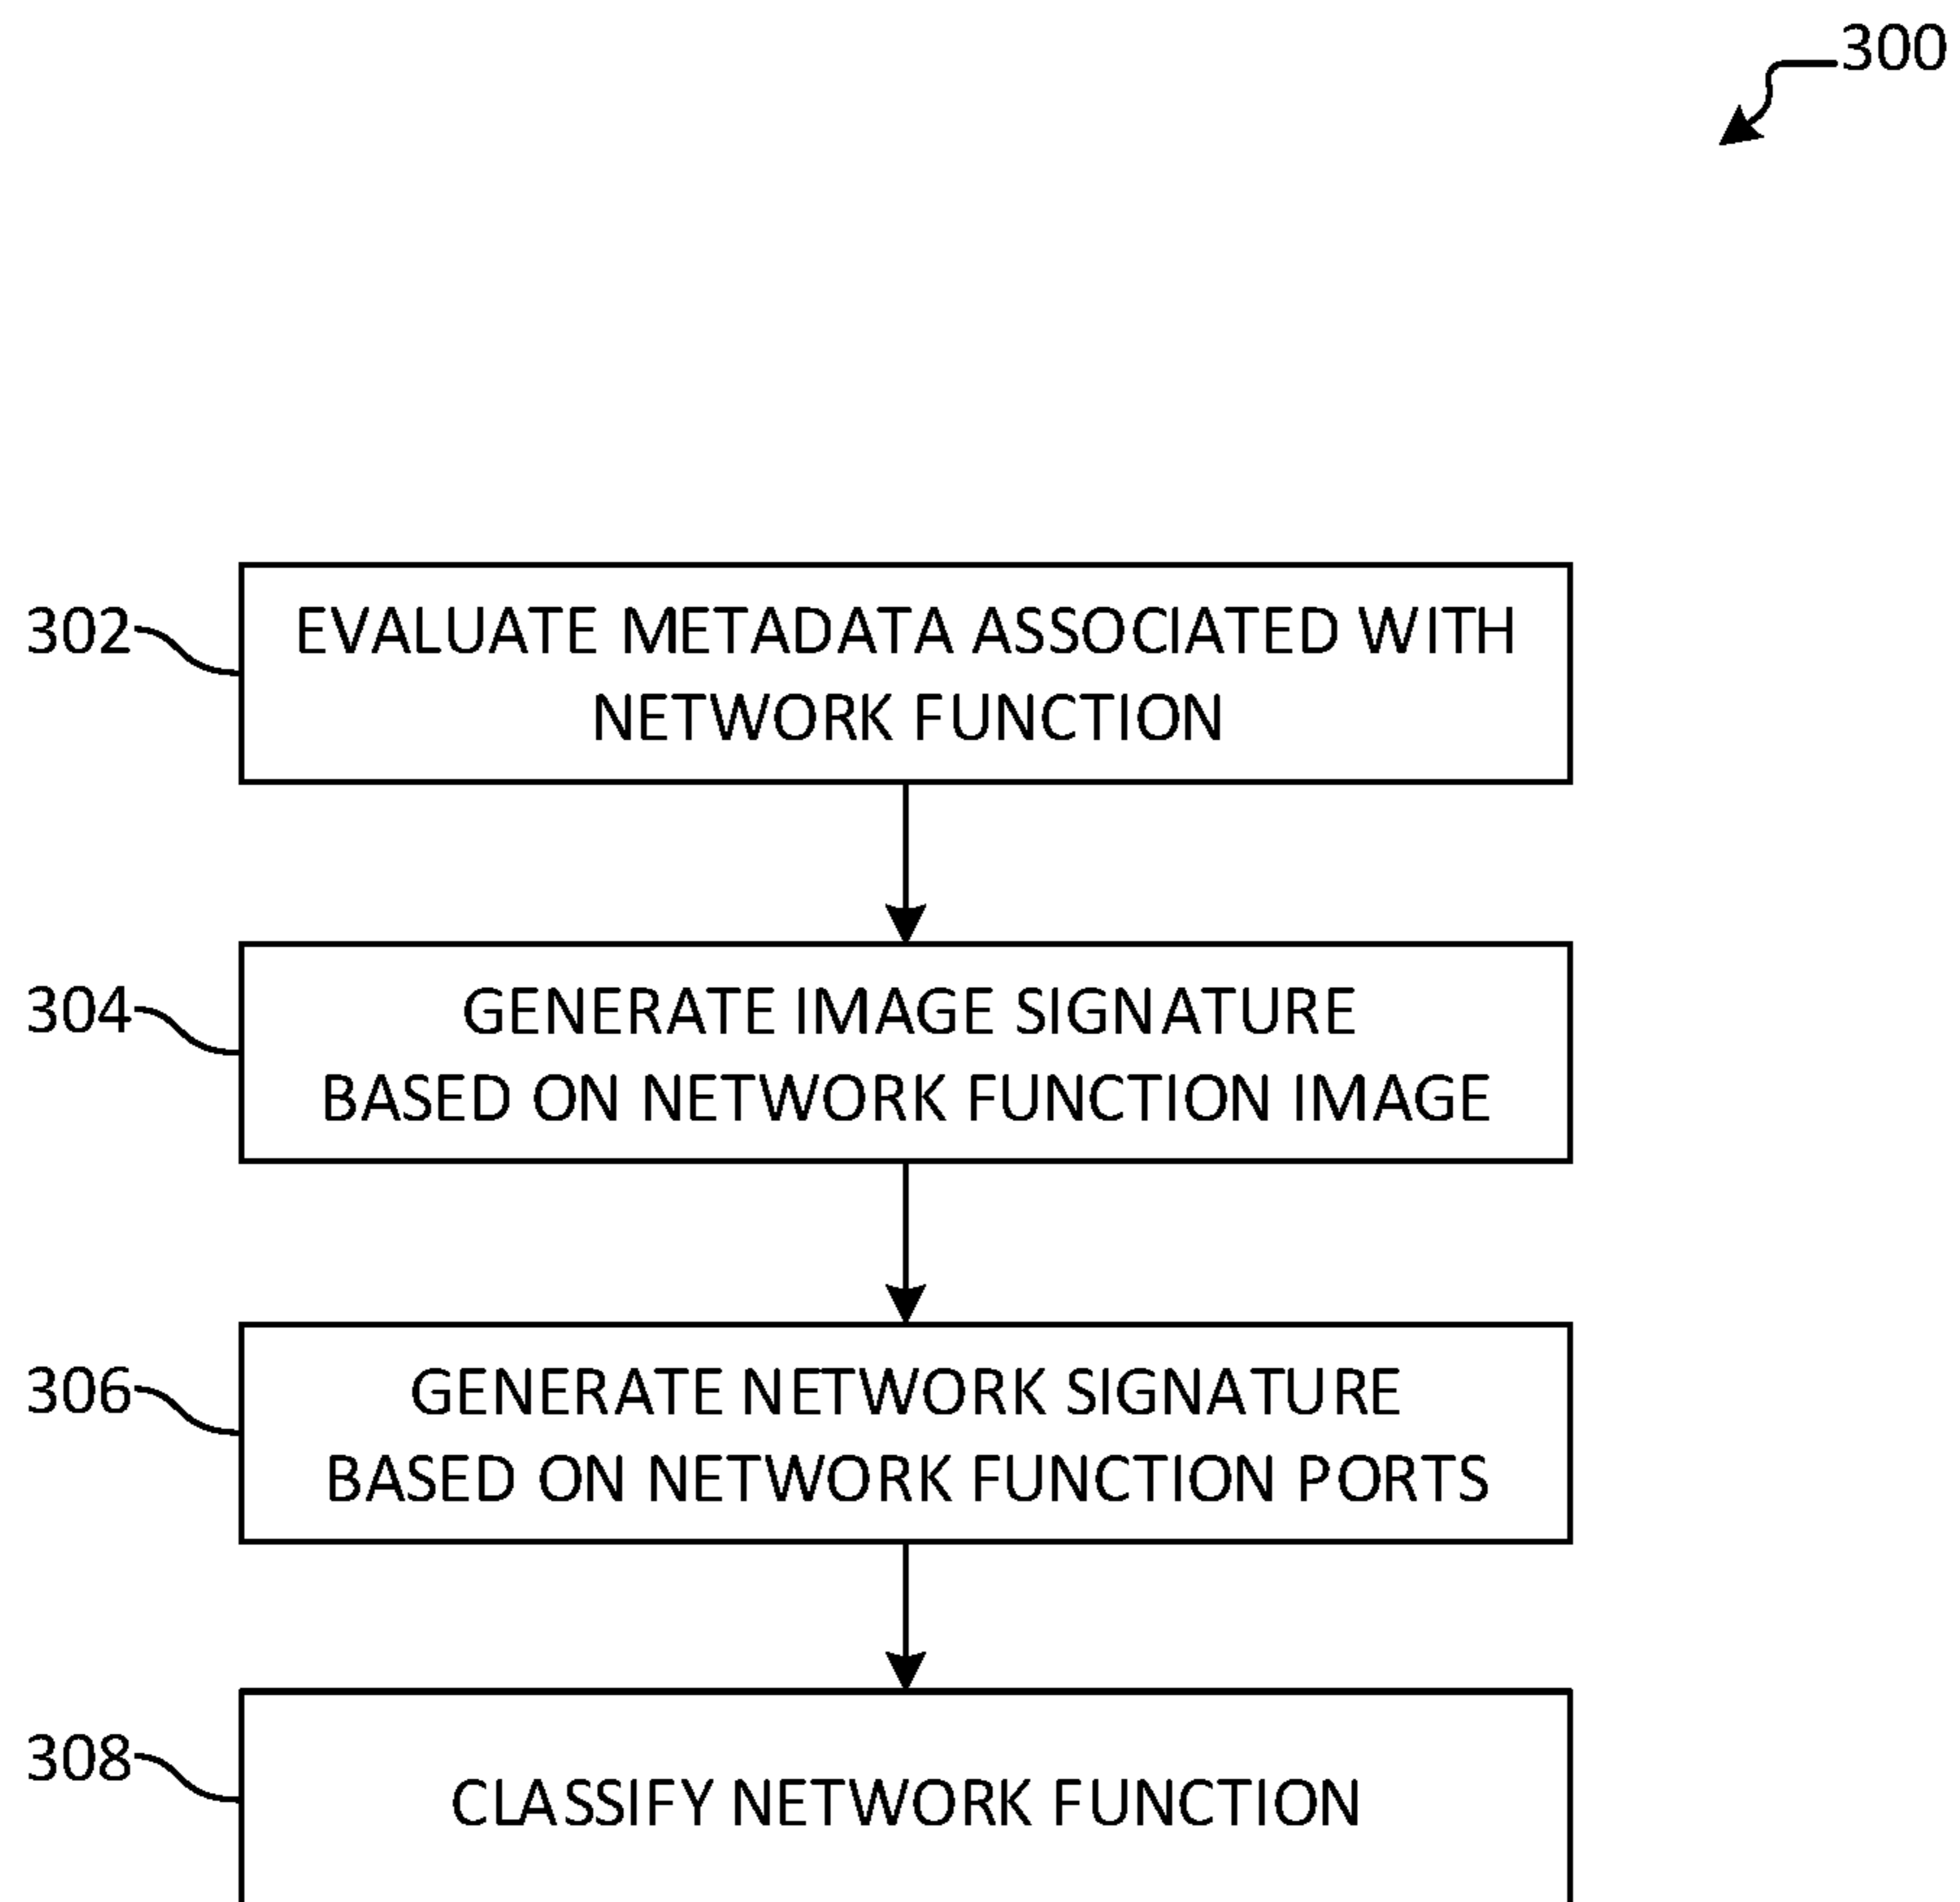 300
302
EVALUATE METADATA ASSOCIATED WITH
NETWORK FUNCTION
304
GENERATE IMAGE SIGNATURE
BASED ON NETWORK FUNCTION IMAGE
306
GENERATE NETWORK SIGNATURE
BASED ON NETWORK FUNCTION PORTS
308
CLASSIFY NETWORK FUNCTION